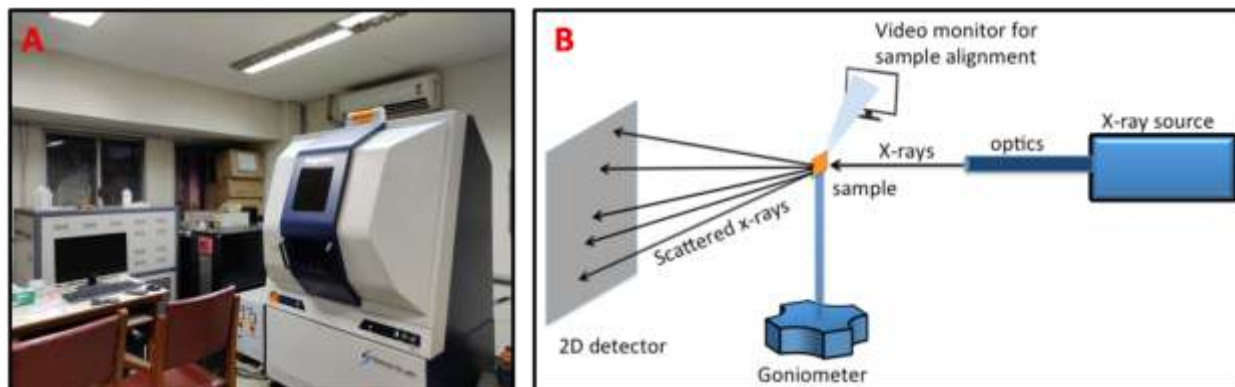 A
B
Video monitor for
sample alignment
X-ray source
optics
X-rays
sample
Scattered x-rays
2D detector
Goniometer